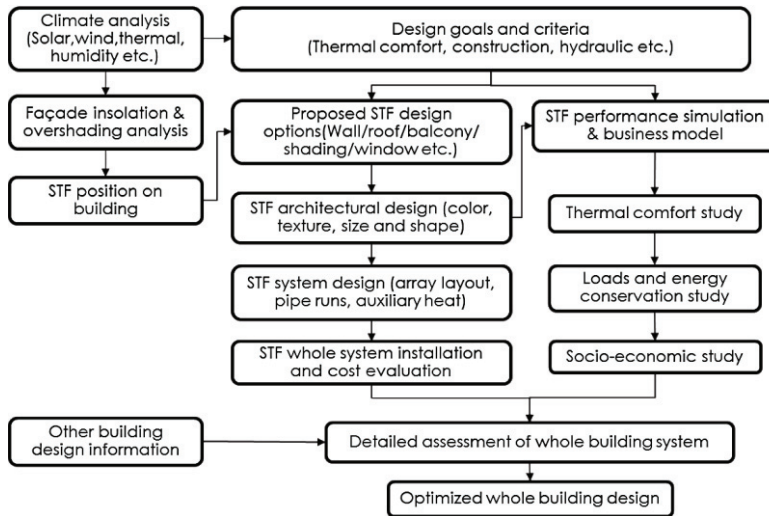 Climate analysis
(Solar,wind,thermal,
humidity etc.)
Design goals and criteria
(Thermal comfort, construction, hydraulic etc.)
Façade insolation &
overshading analysis
Proposed STF design
options(Wall/roof/balcony/
shading/window etc.)
STF performance simulation
& business model
STF position on
building
STF architectural design (color,
texture, size and shape)
Thermal comfort study
STF system design (array layout,
pipe runs, auxiliary heat)
Loads and energy
conservation study
STF whole system installation
and cost evaluation
Socio-economic study
Other building
design information
Detailed assessment of whole building system
Optimized whole building design